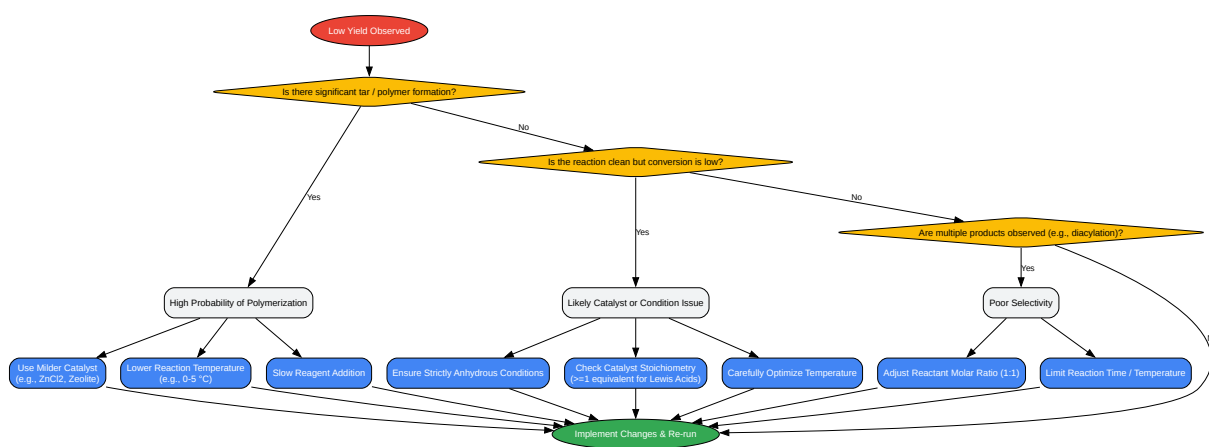 Low Yield Observed
Is there significant tar / polymer formation?
No
Is the reaction clean but conversion is low?
Yes
No
Yes
Are multiple products observed (e.g., diacylation)?
Yes
High Probability of Polymerization
Likely Catalyst or Condition Issue
Poor Selectivity
Use Milder Catalyst
(e.g., ZnCl2, Zeolite)
Lower Reaction Temperature
(e.g., 0-5 °C)
Slow Reagent Addition
Ensure Strictly Anhydrous Conditions
Check Catalyst Stoichiometry
(>=1 equivalent for Lewis Acids)
Carefully Optimize Temperature
Adjust Reactant Molar Ratio (1:1)
Limit Reaction Time / Temperature
Implement Changes & Re-run